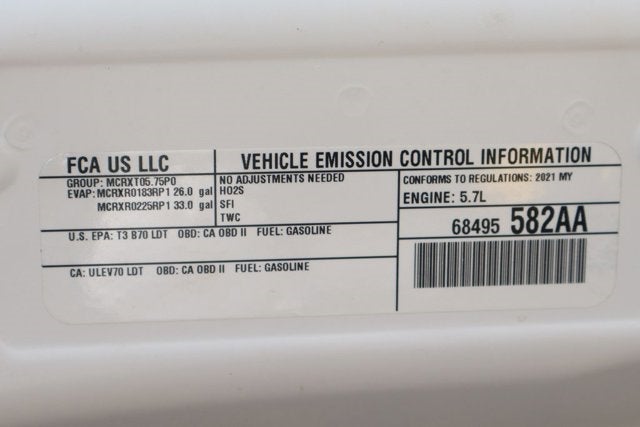 FCA US LLC
VEHICLE EMISSION CONTROL INFORMATION
GROUP: MCRXT05.75P0
EVAP: MCRXR0183RP1 26.0 gal
MCRXR0225RP1 33.0 gal
NO ADJUSTMENTS NEEDED
HO2S
SFI
TWC
CONFORMS TO REGULATIONS: 2021 MY
ENGINE: 5.7L
U.S. EPA: T3 B70 LDT OBD: CA OBD II FUEL: GASOLINE
CA: ULEV70 LDT OBD: CA OBD II FUEL: GASOLINE
68495 582AA